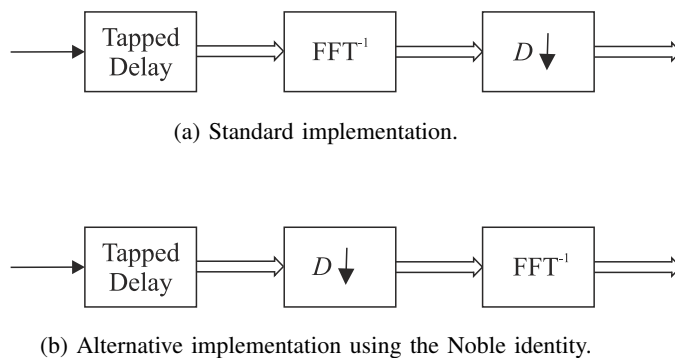 Tapped
Delay
FFT⁻¹
D
(a) Standard implementation.
Tapped
Delay
D
FFT⁻¹
(b) Alternative implementation using the Noble identity.